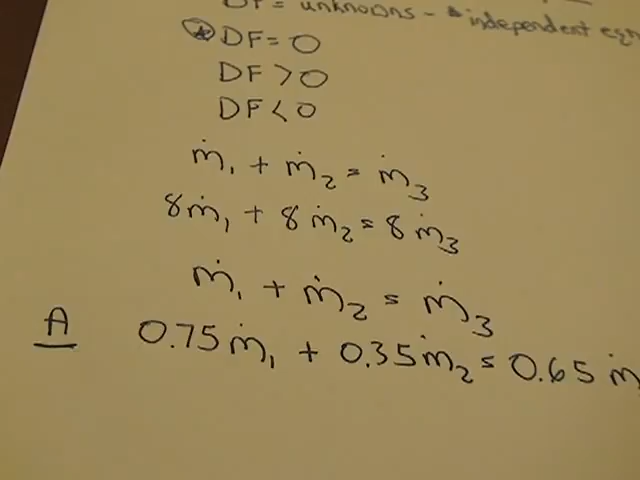 DF = unknowns - independent eqn
⊛ DF = 0
DF > 0
DF < 0
ṁ₁ + ṁ₂ = ṁ₃
8ṁ₁ + 8ṁ₂ = 8ṁ₃
ṁ₁ + ṁ₂ = ṁ₃
A 0.75ṁ₁ + 0.35ṁ₂ = 0.65 ṁ